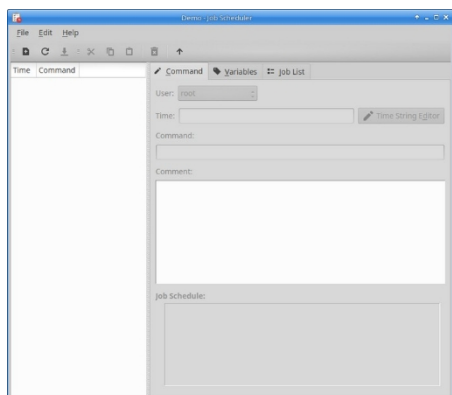 Demo - Job Scheduler
File Edit Help
Time Command
Command Variables Job List
User: root
Time: Time String Editor
Command:
Comment:
Job Schedule: